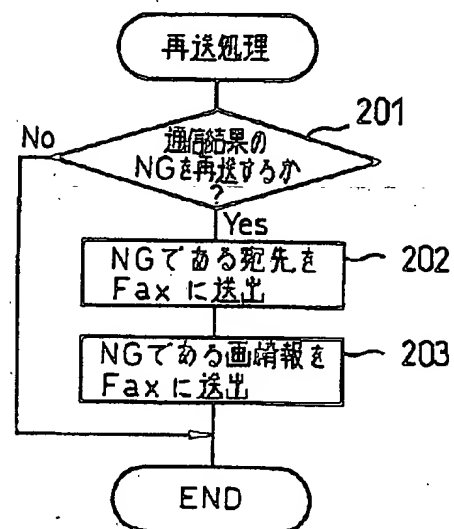 再送処理
201
通信結果の
No
NGを再送するか
?
Yes
NGである宛先を
202
Faxに送出
NGである画情報を
203
Faxに送出
END